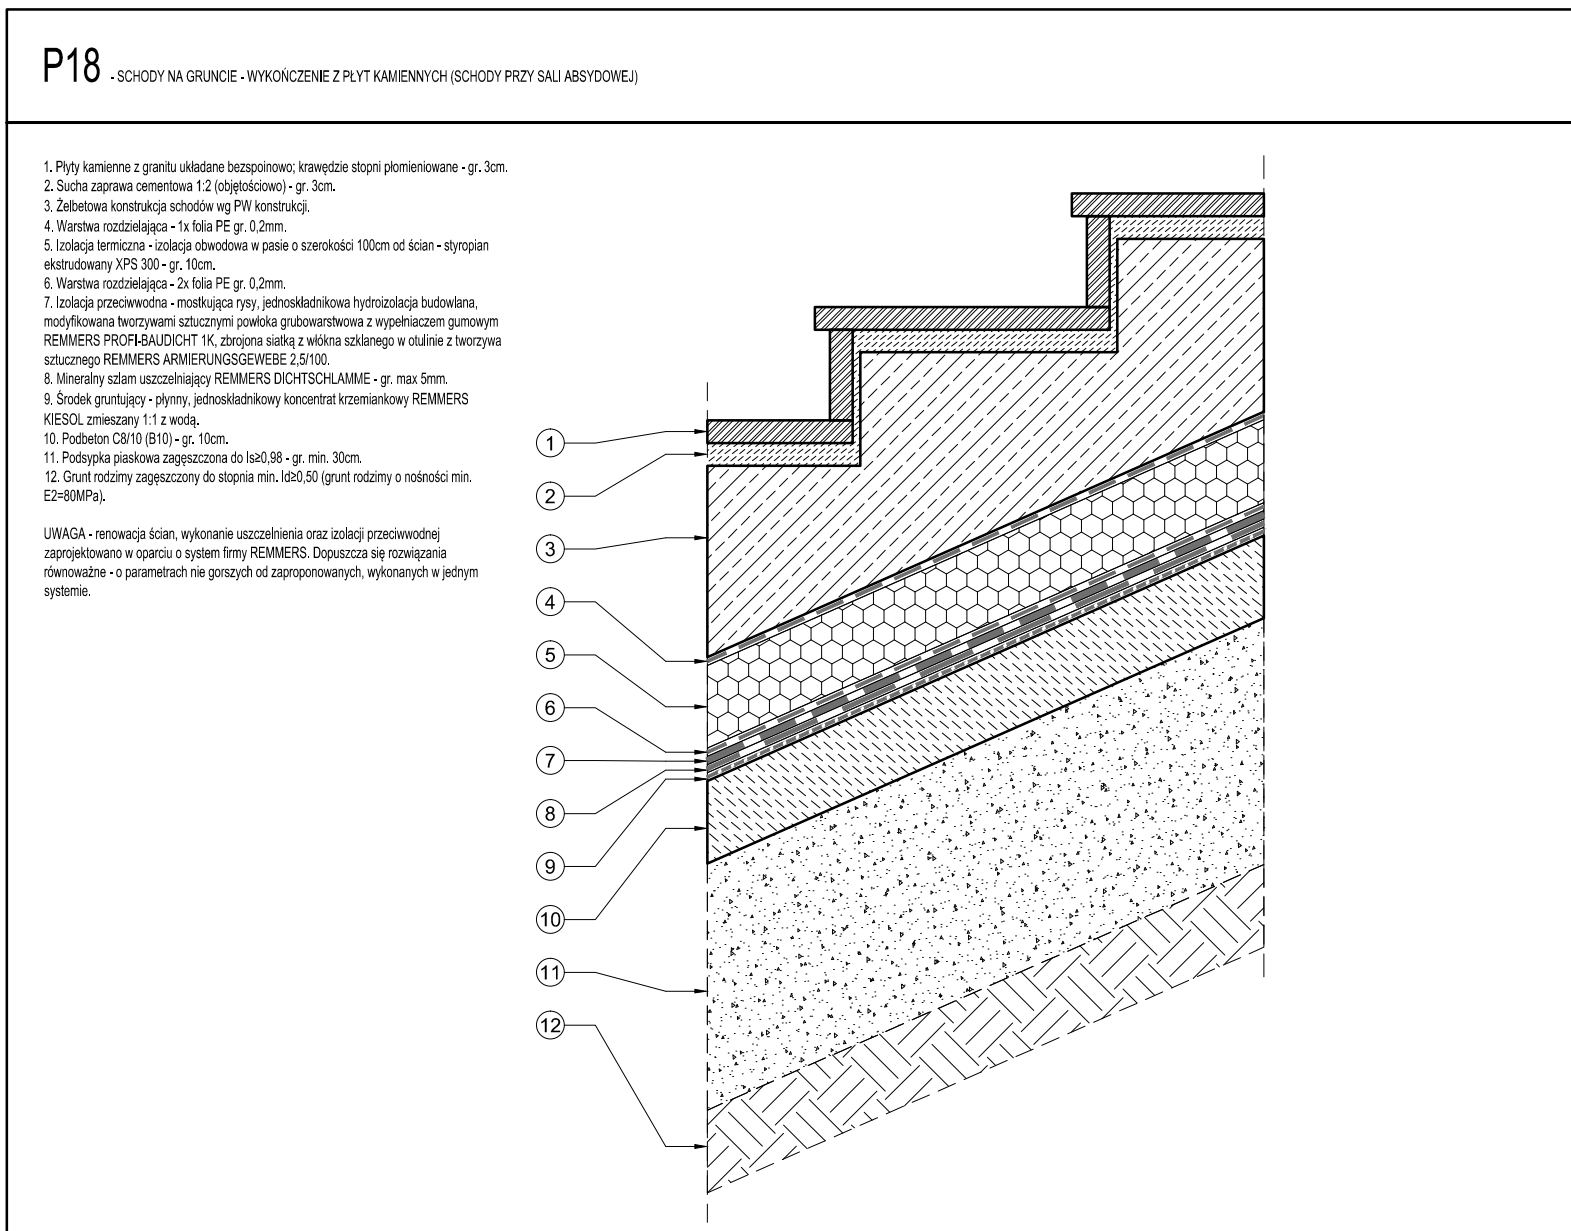 P18 - SCHODY NA GRUNCIE - WYKOŃCZENIE Z PŁYT KAMIENNYCH (SCHODY PRZY SALI ABSYDOWEJ)
1. Płyty kamienne z granitu układane bezspoinowo; krawędzie stopni płomieniowane - gr. 3cm.
2. Sucha zaprawa cementowa 1:2 (objętościowo) - gr. 3cm.
3. Żelbetowa konstrukcja schodów wg PW konstrukcji.
4. Warstwa rozdzielająca - 1x folia PE gr. 0,2mm.
5. Izolacja termiczna - izolacja obwodowa w pasie o szerokości 100cm od ścian - styropian
ekstrudowany XPS 300 - gr. 10cm.
6. Warstwa rozdzielająca - 2x folia PE gr. 0,2mm.
7. Izolacja przeciwwodna - mostkująca rysy, jednoskładnikowa hydroizolacja budowlana,
modyfikowana tworzywami sztucznymi powłoka grubowarstwowa z wypełniaczem gumowym
REMMERS PROFI-BAUDICHT 1K, zbrojona siatką z włókna szklanego w otulinie z tworzywa
sztucznego REMMERS ARMIERUNGSGEWEBE 2,5/100.
8. Mineralny szlam uszczelniający REMMERS DICHTSCHLAMME - gr. max 5mm.
9. Środek gruntujący - płynny, jednoskładnikowy koncentrat krzemiankowy REMMERS
KIESOL zmieszany 1:1 z wodą.
10. Podbeton C8/10 (B10) - gr. 10cm.
11. Podsypka piaskowa zagęszczona do Is≥0,98 - gr. min. 30cm.
12. Grunt rodzimy zagęszczony do stopnia min. Id≥0,50 (grunt rodzimy o nośności min.
E2=80MPa).
UWAGA - renowacja ścian, wykonanie uszczelnienia oraz izolacji przeciwwodnej
zaprojektowano w oparciu o system firmy REMMERS. Dopuszcza się rozwiązania
równoważne - o parametrach nie gorszych od zaproponowanych, wykonanych w jednym
systemie.
1
2
3
4
5
6
7
8
9
10
11
12